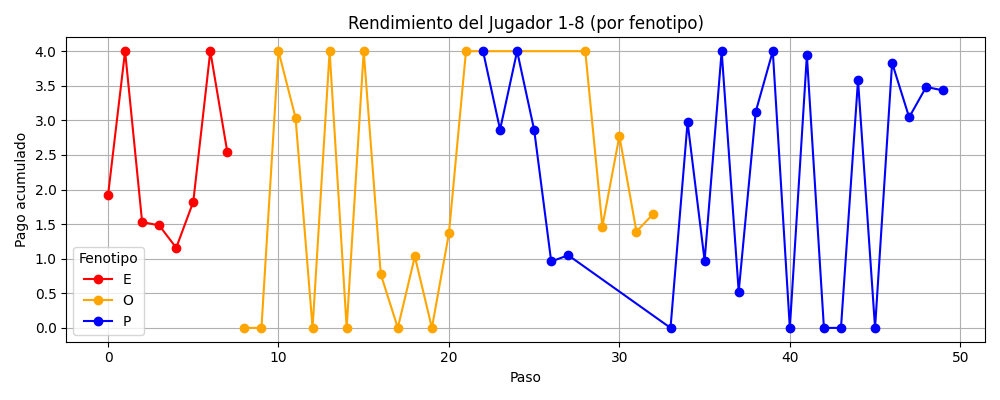 Rendimiento del Jugador 1-8 (por fenotipo)
Pago acumulado
4.0
3.5
3.0
2.5
2.0
1.5
1.0
0.5
0.0
Fenotipo
E
O
P
0 10 20 30 40 50
Paso